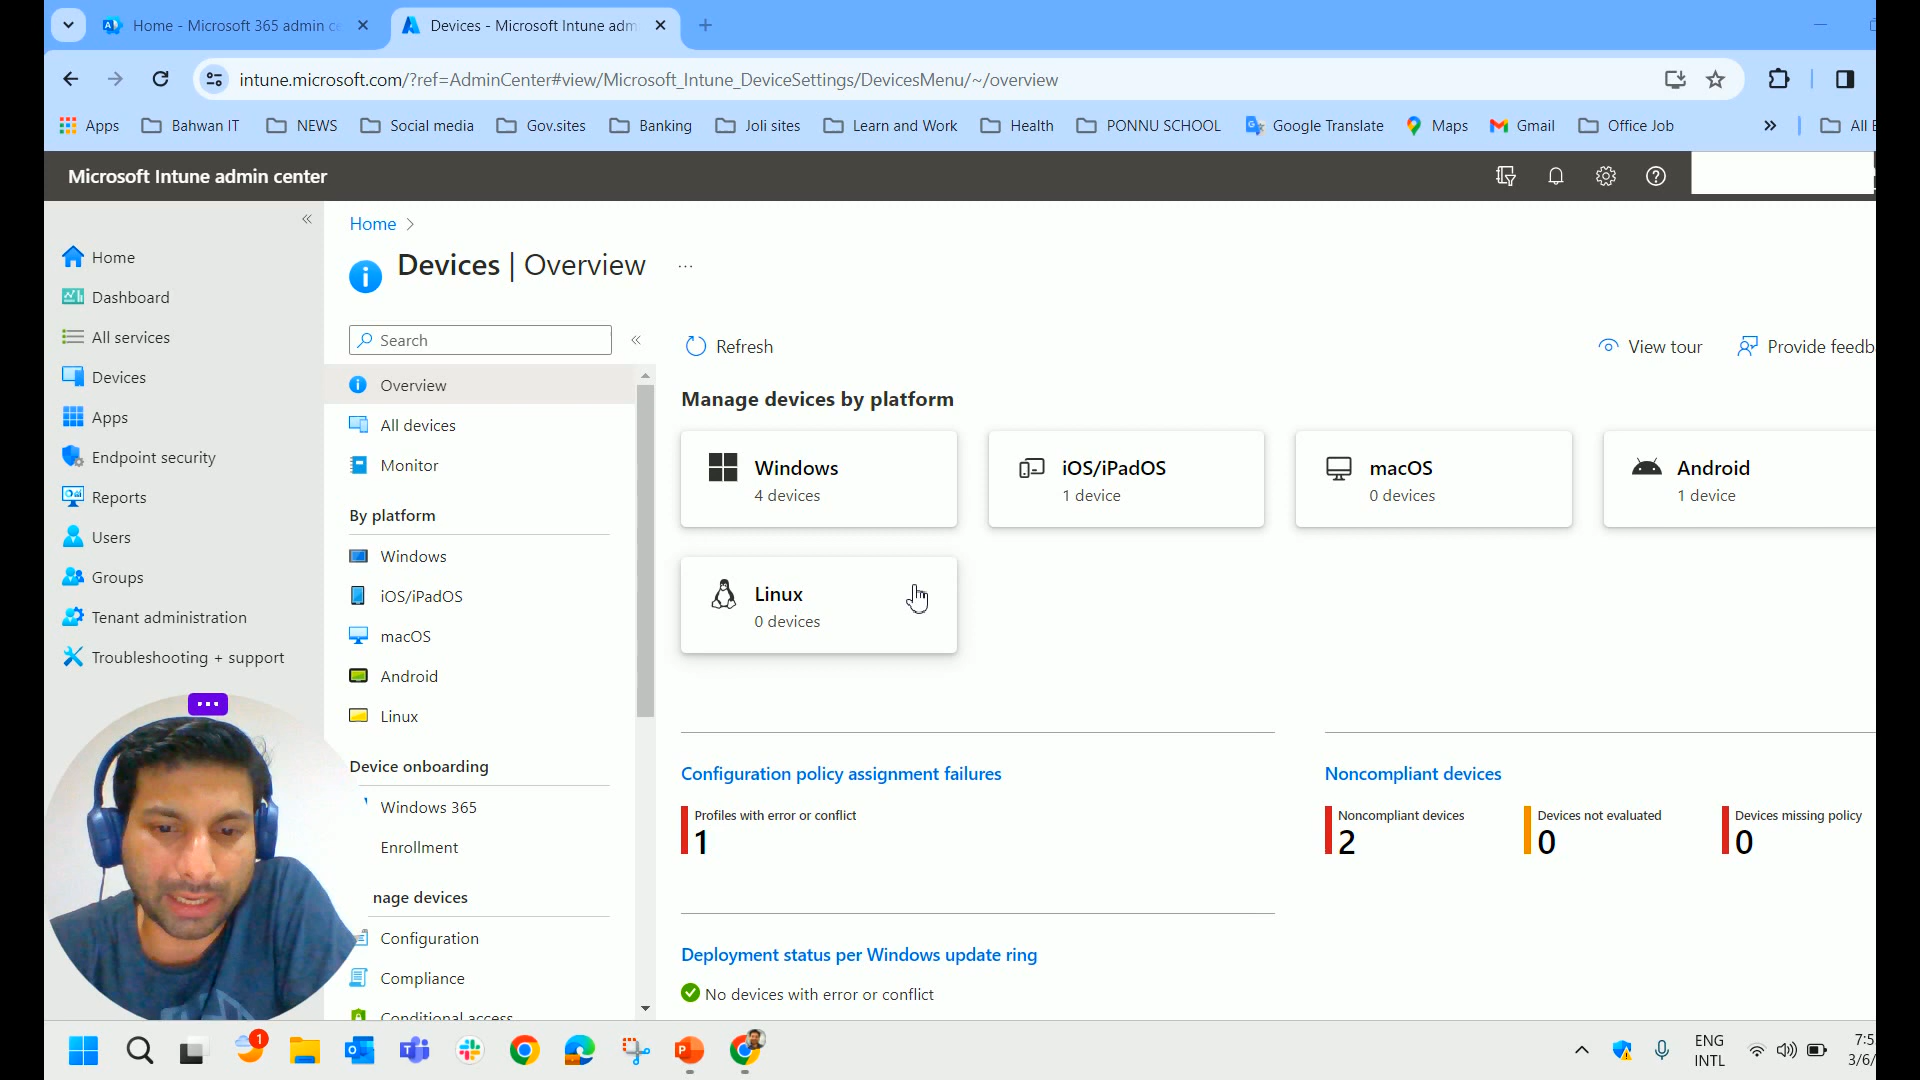 Home - Microsoft 365 admin ce
Devices - Microsoft Intune adm
intune.microsoft.com/?ref=AdminCenter#view/Microsoft_Intune_DeviceSettings/DevicesMenu/~/overview
Apps Bahwan IT NEWS Social media Gov.sites Banking Joli sites Learn and Work Health PONNU SCHOOL Google Translate Maps Gmail Office Job » All
Microsoft Intune admin center
Home
Dashboard
All services
Devices
Apps
Endpoint security
Reports
Users
Groups
Tenant administration
Troubleshooting + support
Home >
Devices | Overview ...
Search
Overview
All devices
Monitor
By platform
Windows
iOS/iPadOS
macOS
Android
Linux
Device onboarding
Windows 365
Enrollment
nage devices
Configuration
Compliance
Conditional access
Refresh
View tour
Provide feedb
Manage devices by platform
Windows
4 devices
iOS/iPadOS
1 device
macOS
0 devices
Android
1 device
Linux
0 devices
Configuration policy assignment failures
Profiles with error or conflict
1
Noncompliant devices
Noncompliant devices
2
Devices not evaluated
0
Devices missing policy
0
Deployment status per Windows update ring
No devices with error or conflict
1
ENG
INTL
7:5
3/6/